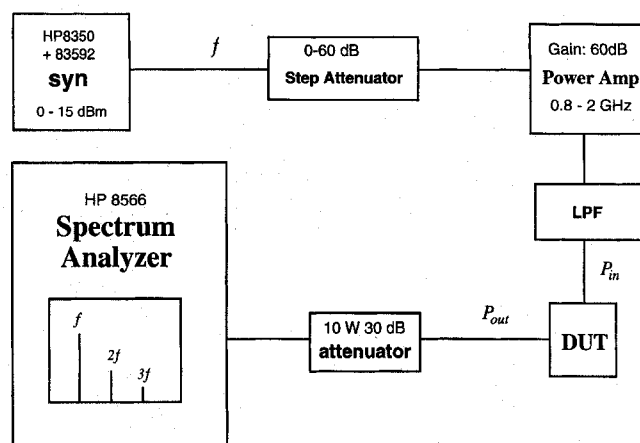 HP8350
+ 83592
syn
0 - 15 dBm
f
0-60 dB
Step Attenuator
Gain: 60dB
Power Amp
0.8 - 2 GHz
LPF
P_in
DUT
P_out
10 W 30 dB
attenuator
HP 8566
Spectrum
Analyzer
f
2f
3f